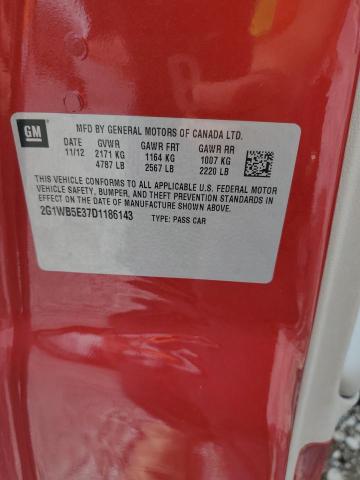 GM
MFD BY GENERAL MOTORS OF CANADA LTD.
DATE GVWR GAWR FRT GAWR RR
11/12 2171 KG 1164 KG 1007 KG
4787 LB 2567 LB 2220 LB
THIS VEHICLE CONFORMS TO ALL APPLICABLE U.S. FEDERAL MOTOR
VEHICLE SAFETY, BUMPER, AND THEFT PREVENTION STANDARDS IN
EFFECT ON THE DATE OF MANUFACTURE SHOWN ABOVE.
2G1WB5E37D1186143 TYPE: PASS CAR